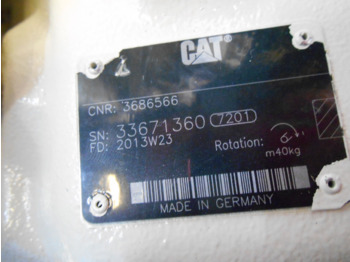 CAT
CNR: 3686566
SN: 33671360 7201
FD: 2013W23 Rotation:
m40kg
MADE IN GERMANY